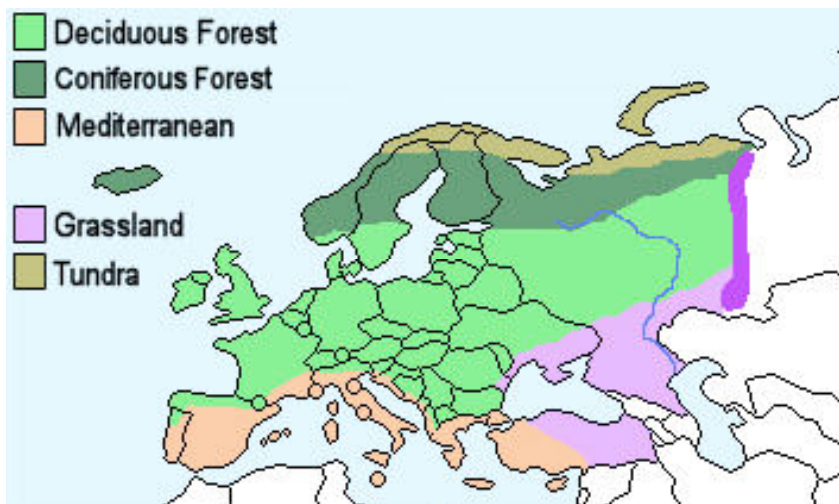 Deciduous Forest
Coniferous Forest
Mediterranean
Grassland
Tundra